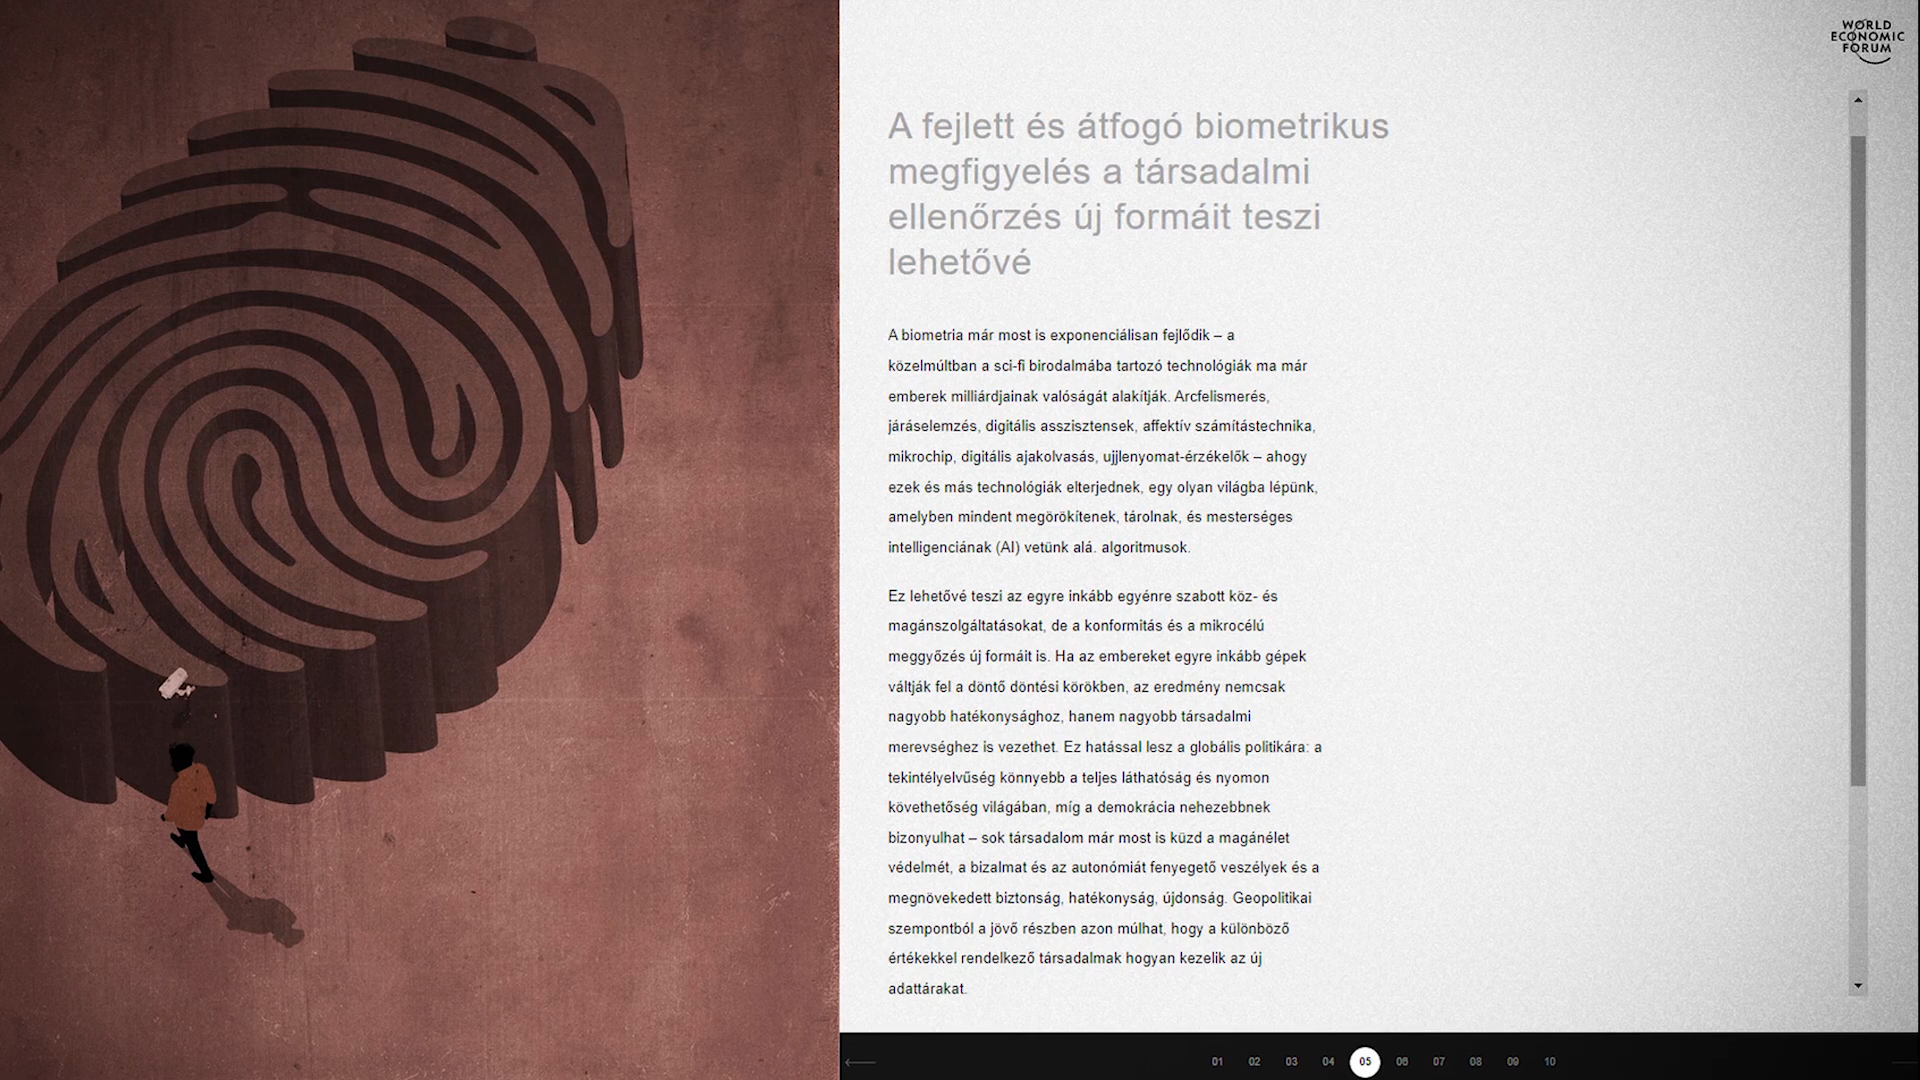 WORLD
ECONOMIC
FORUM
A fejlett és átfogó biometrikus
megfigyelés a társadalmi
ellenőrzés új formáit teszi
lehetővé
A biometria már most is exponenciálisan fejlődik – a
közelmúltban a sci-fi birodalmába tartozó technológiák ma már
emberek milliárdjainak valóságát alakítják. Arcfelismerés,
járáselemzés, digitális asszisztensek, affektív számítástechnika,
mikrochip, digitális ajakolvasás, ujjlenyomat-érzékelők – ahogy
ezek és más technológiák elterjednek, egy olyan világba lépünk,
amelyben mindent megörökítenek, tárolnak, és mesterséges
intelligenciának (AI) vetünk alá. algoritmusok.
Ez lehetővé teszi az egyre inkább egyénre szabott köz- és
magánszolgáltatásokat, de a konformitás és a mikrocélú
meggyőzés új formáit is. Ha az embereket egyre inkább gépek
váltják fel a döntő döntési körökben, az eredmény nemcsak
nagyobb hatékonysághoz, hanem nagyobb társadalmi
merevséghez is vezethet. Ez hatással lesz a globális politikára: a
tekintélyelvűség könnyebb a teljes láthatóság és nyomon
követhetőség világában, míg a demokrácia nehezebbnek
bizonyulhat – sok társadalom már most is küzd a magánélet
védelmét, a bizalmat és az autonómiát fenyegető veszélyek és a
megnövekedett biztonság, hatékonyság, újdonság. Geopolitikai
szempontból a jövő részben azon múlhat, hogy a különböző
értékekkel rendelkező társadalmak hogyan kezelik az új
adattárakat.
01 02 03 04 05 06 07 08 09 10